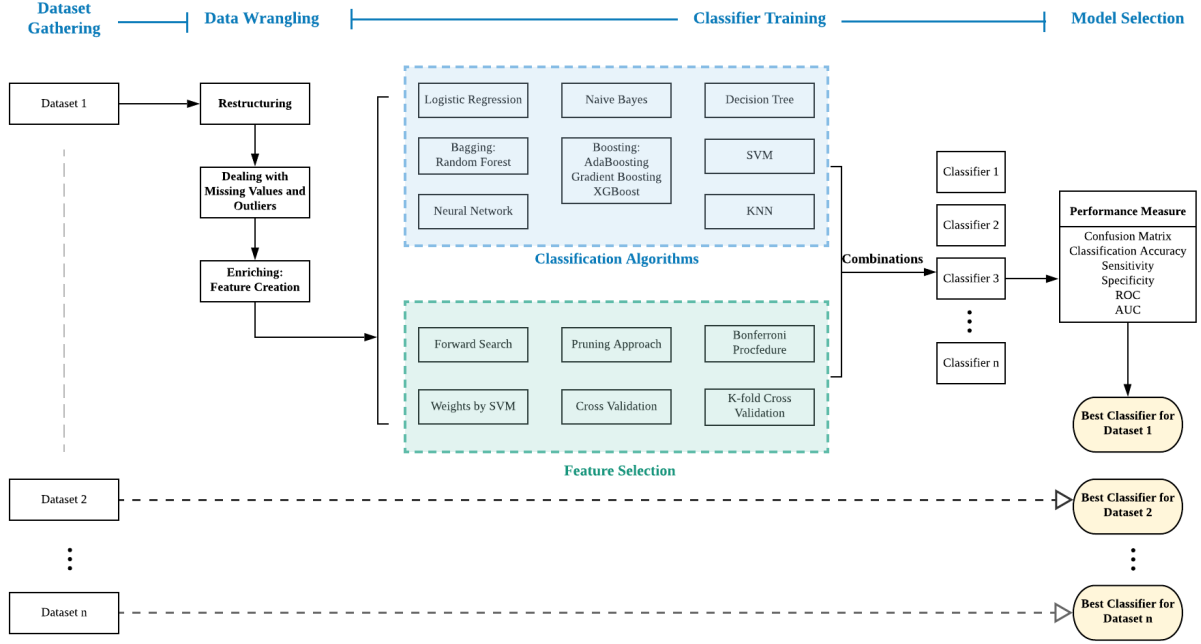 Dataset
Gathering
Data Wrangling
Classifier Training
Model Selection
Dataset 1
Restructuring
Dealing with
Missing Values and
Outliers
Enriching:
Feature Creation
Logistic Regression
Naive Bayes
Decision Tree
Bagging:
Random Forest
Boosting:
AdaBoosting
Gradient Boosting
XGBoost
SVM
Neural Network
KNN
Classification Algorithms
Forward Search
Pruning Approach
Bonferroni
Procfedure
Weights by SVM
Cross Validation
K-fold Cross
Validation
Feature Selection
Combinations
Classifier 1
Classifier 2
Classifier 3
Classifier n
Performance Measure
Confusion Matrix
Classification Accuracy
Sensitivity
Specificity
ROC
AUC
Best Classifier for
Dataset 1
Dataset 2
Best Classifier for
Dataset 2
Dataset n
Best Classifier for
Dataset n